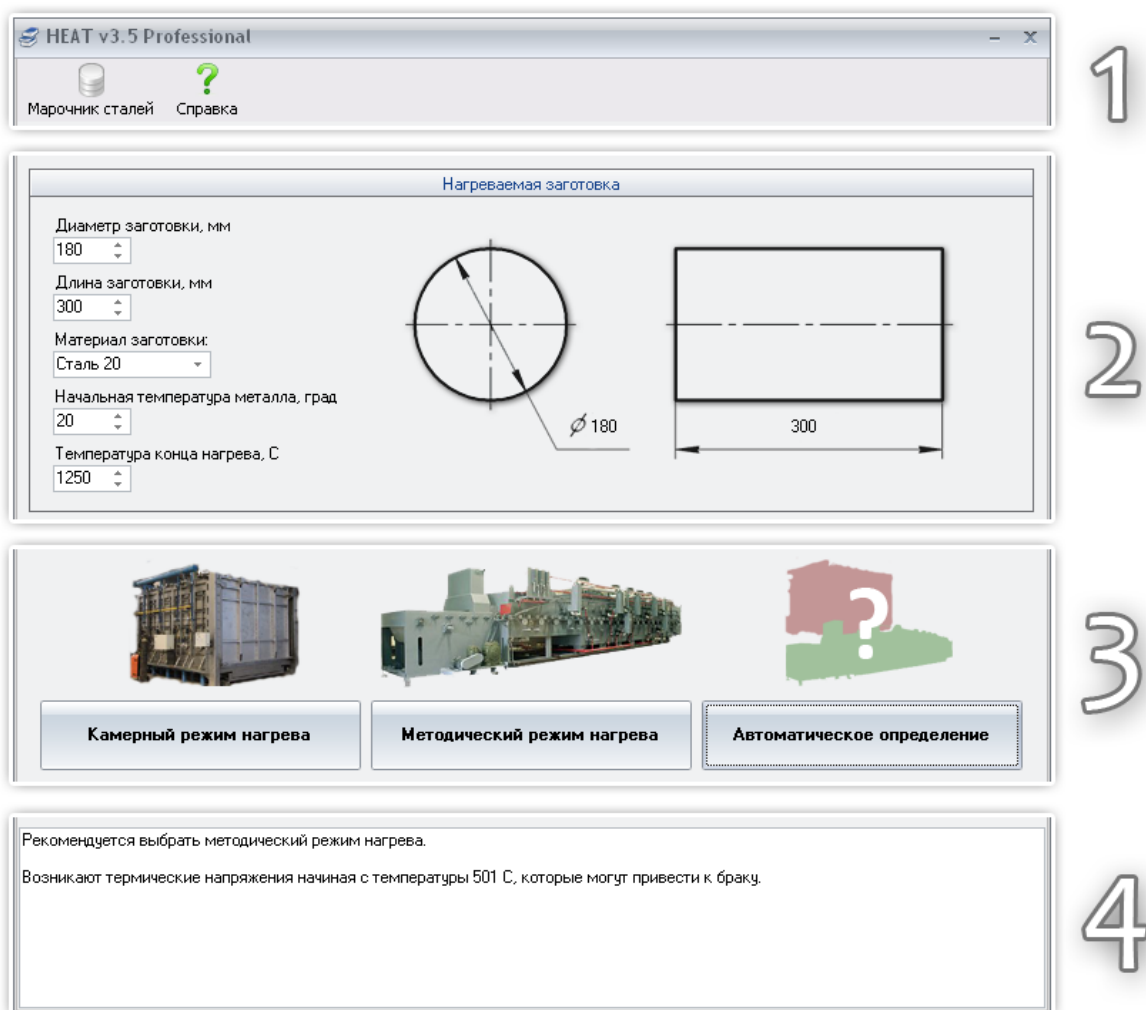 HEAT v3.5 Professional
Марочник сталей Справка
1
Нагреваемая заготовка
Диаметр заготовки, мм
180
Длина заготовки, мм
300
Материал заготовки:
Сталь 20
Начальная температура металла, град
20
Температура конца нагрева, С
1250
⌀ 180
300
2
?
Камерный режим нагрева
Методический режим нагрева
Автоматическое определение
3
Рекомендуется выбрать методический режим нагрева.
Возникают термические напряжения начиная с температуры 501 С, которые могут привести к браку.
4